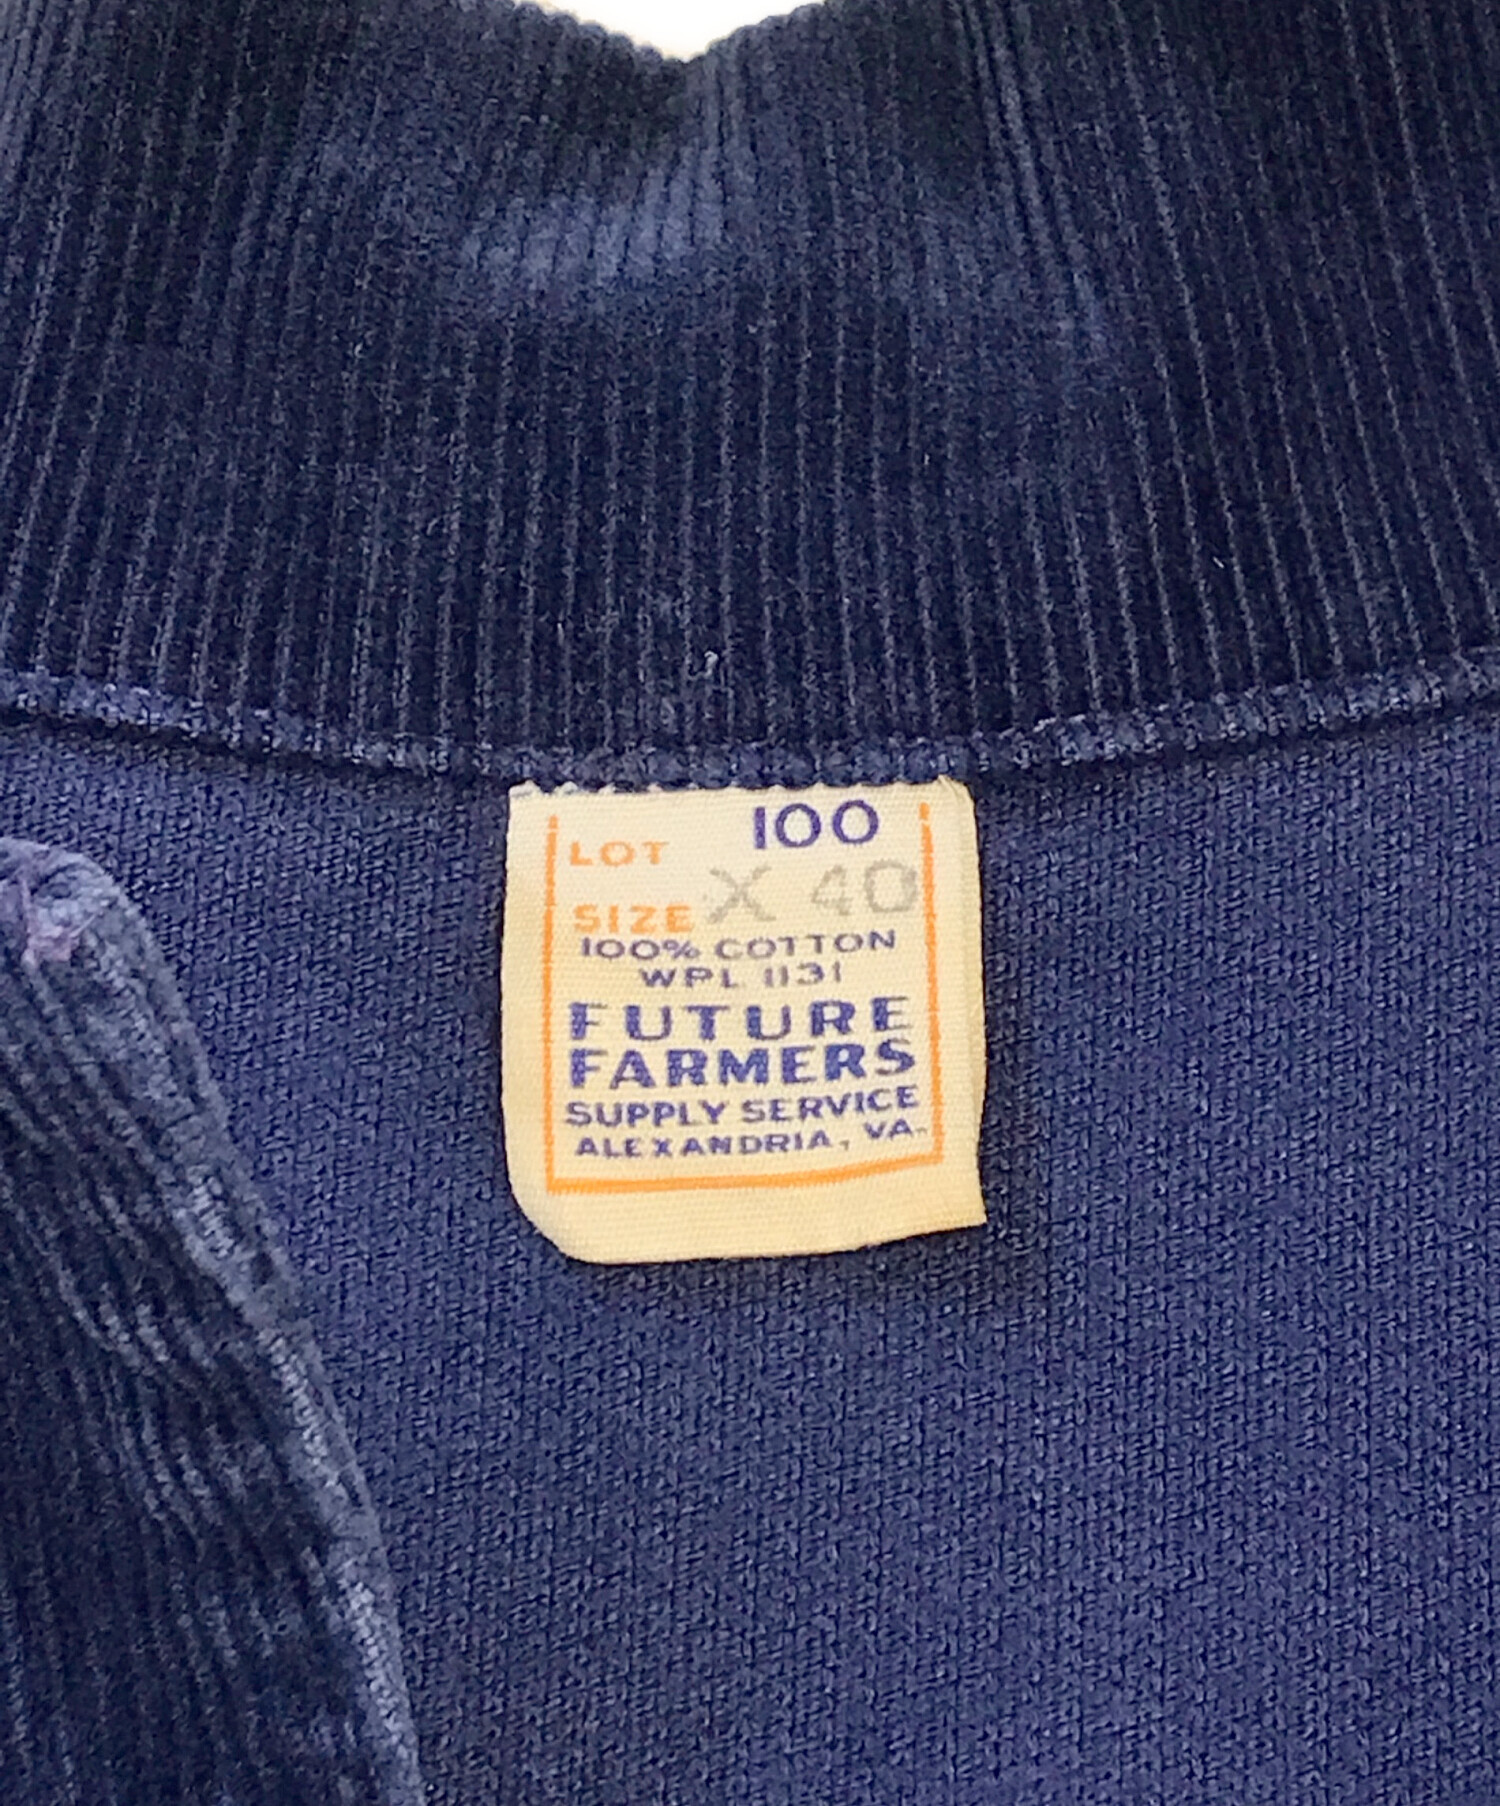 LOT 100
SIZE X 40
100% COTTON
WPL 1131
FUTURE
FARMERS
SUPPLY SERVICE
ALEXANDRIA, VA.